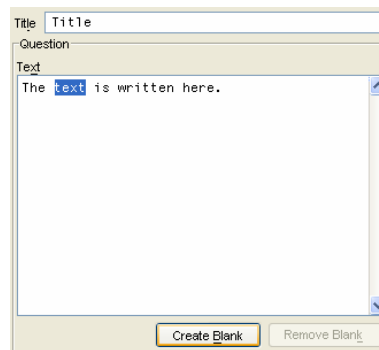 Title Title
Question
Text
The text is written here.
Create Blank Remove Blank